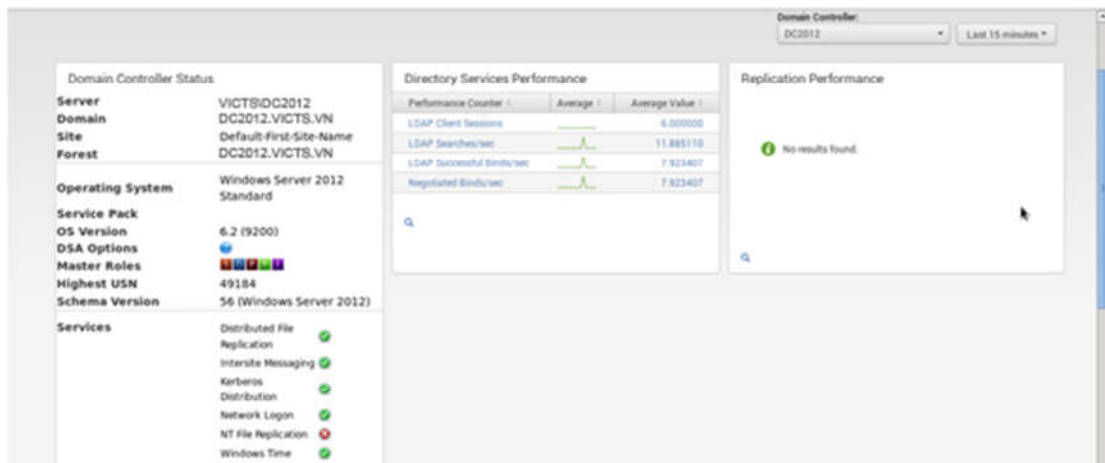 Domain Controller:
DC2012
Last 15 minutes
Domain Controller Status
Server VICTS\DC2012
Domain DC2012.VICTS.VN
Site Default-First-Site-Name
Forest DC2012.VICTS.VN
Operating System Windows Server 2012
Standard
Service Pack
OS Version 6.2 (9200)
DSA Options
Master Roles
Highest USN 49184
Schema Version 56 (Windows Server 2012)
Services Distributed File
Replication
Intersite Messaging
Kerberos
Distribution
Network Logon
NT File Replication
Windows Time
Directory Services Performance
Performance Counter Average Average Value
LDAP Client Sessions 6.000000
LDAP Searches/sec 11.885110
LDAP Successful Binds/sec 7.923407
Negotiated Binds/sec 7.923407
Replication Performance
No results found.